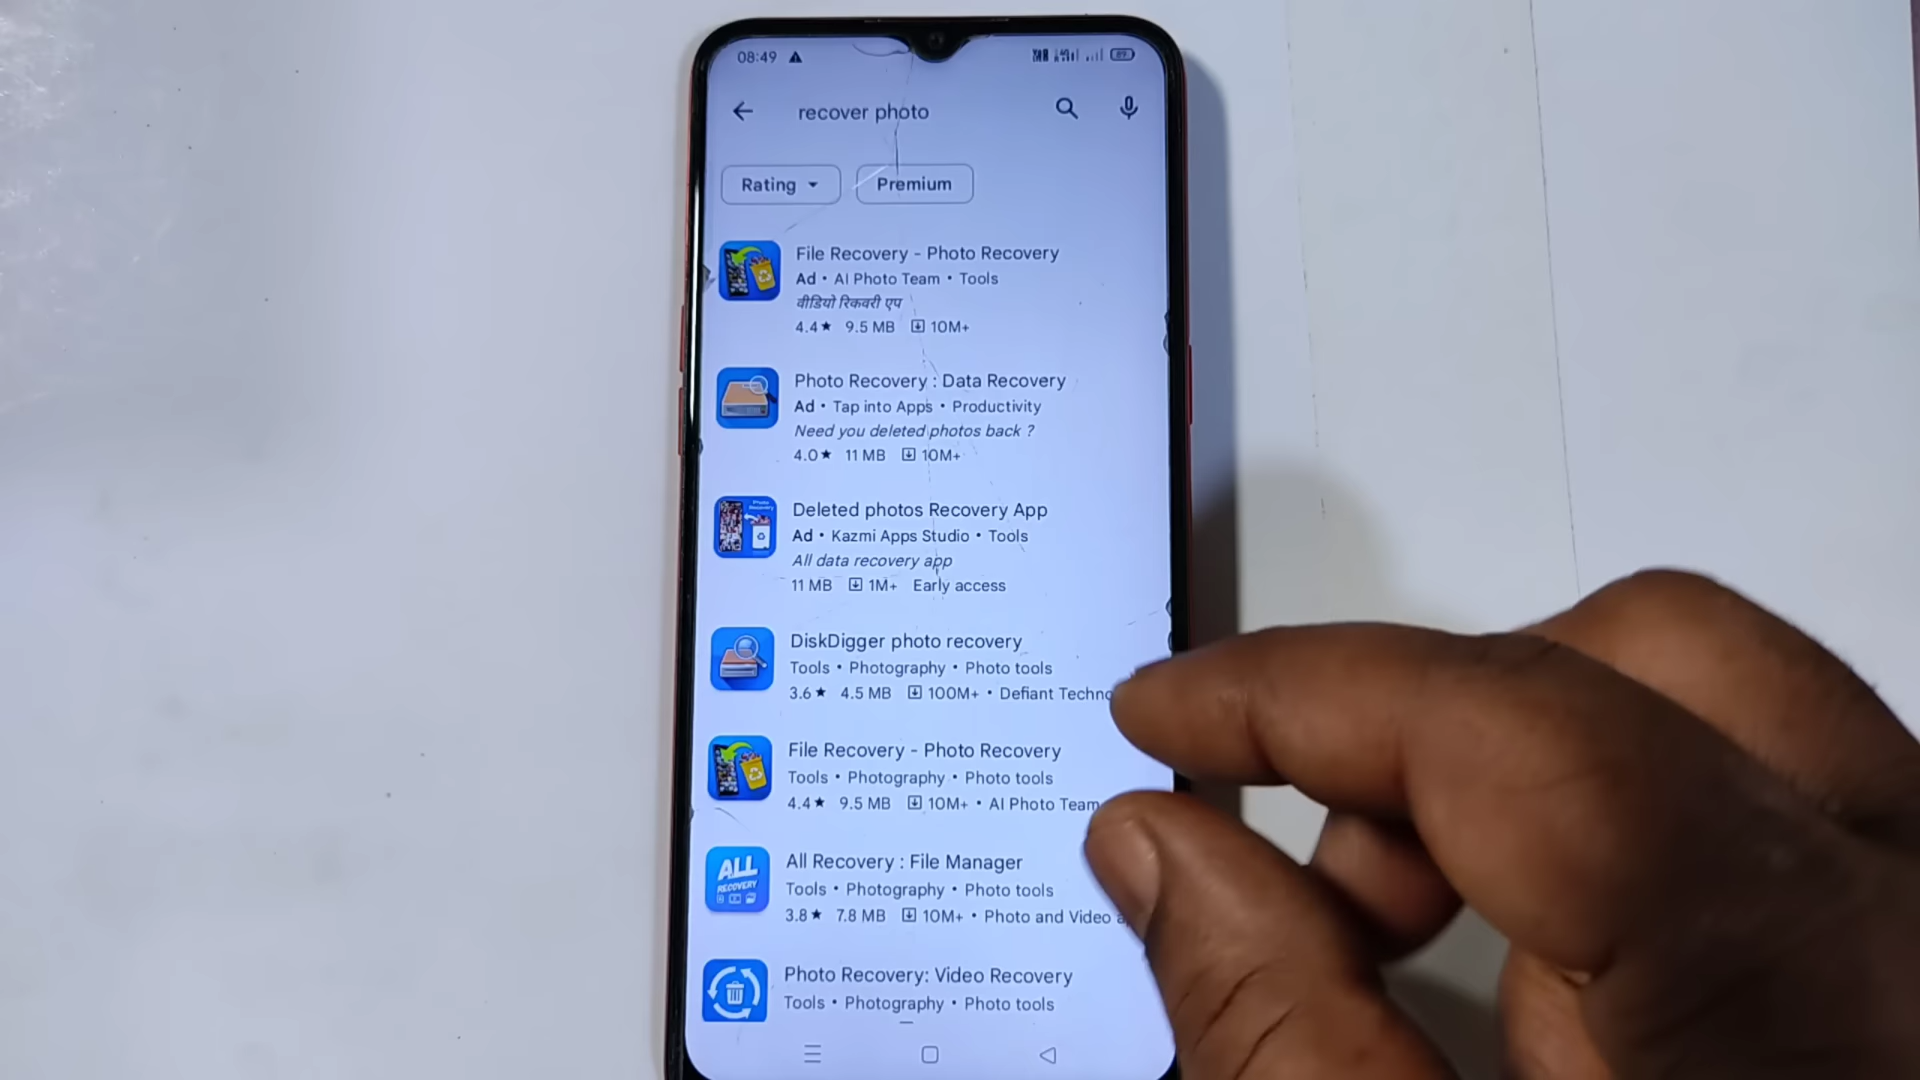 08:49
89
recover photo
Rating
Premium
File Recovery - Photo Recovery
Ad • AI Photo Team • Tools
वीडियो रिकवरी एप
4.4★ 9.5 MB 10M+
Photo Recovery : Data Recovery
Ad • Tap into Apps • Productivity
Need you deleted photos back ?
4.0★ 11 MB 10M+
Deleted photos Recovery App
Ad • Kazmi Apps Studio • Tools
All data recovery app
11 MB 1M+ Early access
DiskDigger photo recovery
Tools • Photography • Photo tools
3.6★ 4.5 MB 100M+ • Defiant Techno
File Recovery - Photo Recovery
Tools • Photography • Photo tools
4.4★ 9.5 MB 10M+ • AI Photo Team
ALL
RECOVERY
All Recovery : File Manager
Tools • Photography • Photo tools
3.8★ 7.8 MB 10M+ • Photo and Video
Photo Recovery: Video Recovery
Tools • Photography • Photo tools